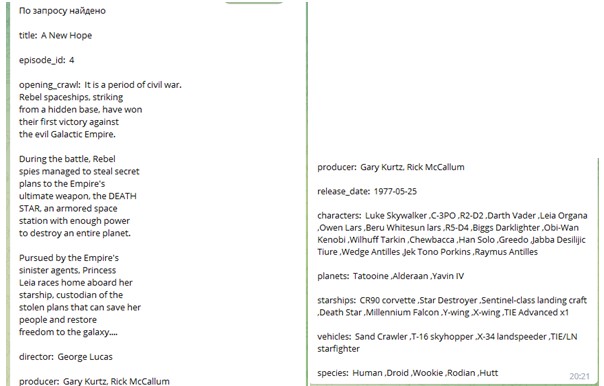 По запросу найдено
title: A New Hope
episode_id: 4
opening_crawl: It is a period of civil war.
Rebel spaceships, striking
from a hidden base, have won
their first victory against
the evil Galactic Empire.
During the battle, Rebel
spies managed to steal secret
plans to the Empire's
ultimate weapon, the DEATH
STAR, an armored space
station with enough power
to destroy an entire planet.
Pursued by the Empire's
sinister agents, Princess
Leia races home aboard her
starship, custodian of the
stolen plans that can save her
people and restore
freedom to the galaxy....
director: George Lucas
producer: Gary Kurtz, Rick McCallum
producer: Gary Kurtz, Rick McCallum
release_date: 1977-05-25
characters: Luke Skywalker ,C-3PO ,R2-D2 ,Darth Vader ,Leia Organa
,Owen Lars ,Beru Whitesun lars ,R5-D4 ,Biggs Darklighter ,Obi-Wan
Kenobi ,Wilhuff Tarkin ,Chewbacca ,Han Solo ,Greedo ,Jabba Desilijic
Tiure ,Wedge Antilles ,Jek Tono Porkins ,Raymus Antilles
planets: Tatooine ,Alderaan ,Yavin IV
starships: CR90 corvette ,Star Destroyer ,Sentinel-class landing craft
,Death Star ,Millennium Falcon ,Y-wing ,X-wing ,TIE Advanced x1
vehicles: Sand Crawler ,T-16 skyhopper ,X-34 landspeeder ,TIE/LN
starfighter
species: Human ,Droid ,Wookie ,Rodian ,Hutt
20:21